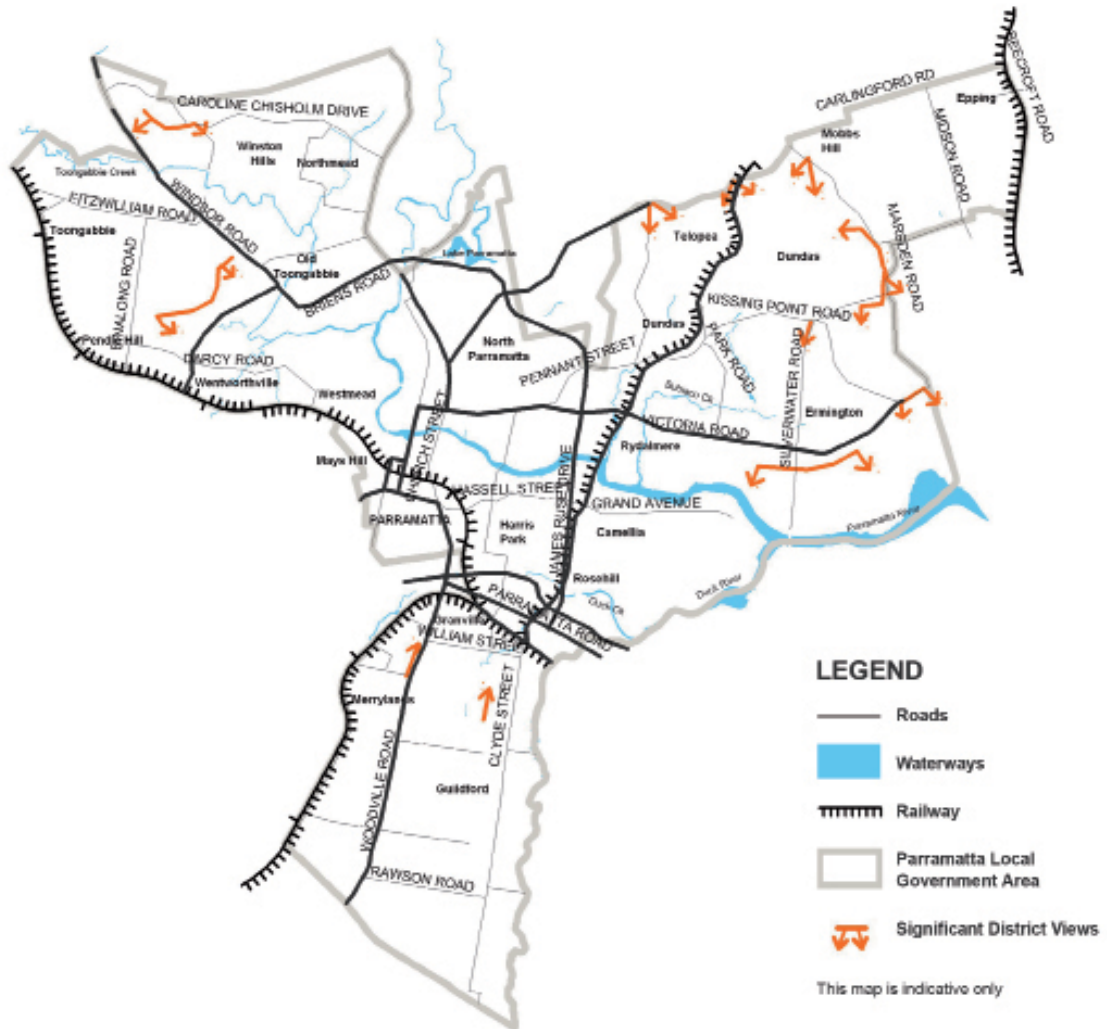 BEECROFT ROAD
CARLINGFORD RD
Epping
MIDSON ROAD
CAROLINE CHISHOLM DRIVE
Mobbs
Hill
Winston
Hills
Northmead
Toongabbie Creek
FITZWILLIAM ROAD
WINDSOR ROAD
Toongabbie
MARSDEN ROAD
Telopea
Dundas
Old
Toongabbie
Lake Parramatta
BRIENS ROAD
BINALONG ROAD
KISSING POINT ROAD
Pendle Hill
Dundas
PARK ROAD
North
Parramatta
PENNANT STREET
SILVERWATER ROAD
DARCY ROAD
Wentworthville
Westmead
Subiaco Ck
Ermington
CHURCH STREET
VICTORIA ROAD
Rydalmere
Mays Hill
JAMES RUSE DRIVE
HASSELL STREET
GRAND AVENUE
Parramatta River
PARRAMATTA
Harris
Park
Camellia
Rosehill
Duck River
Duck Ck
PARRAMATTA ROAD
Granville
WILLIAM STREET
Merrylands
CLYDE STREET
WOODVILLE ROAD
Guildford
RAWSON ROAD
LEGEND
Roads
Waterways
Railway
Parramatta Local
Government Area
Significant District Views
This map is indicative only